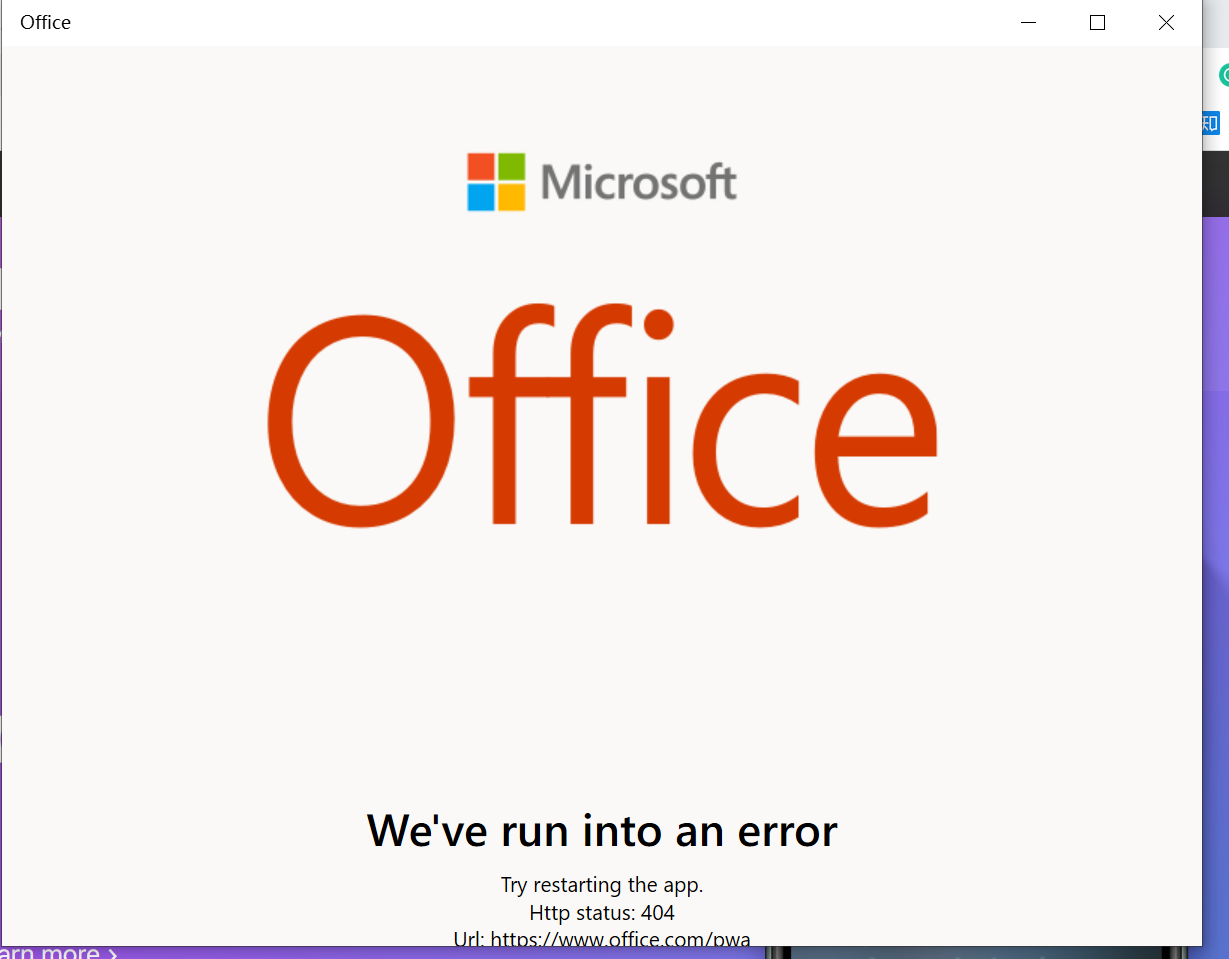 Office
Microsoft
知
Office
We've run into an error
Try restarting the app.
Http status: 404
Url: https://www.office.com/pwa
arn more ›